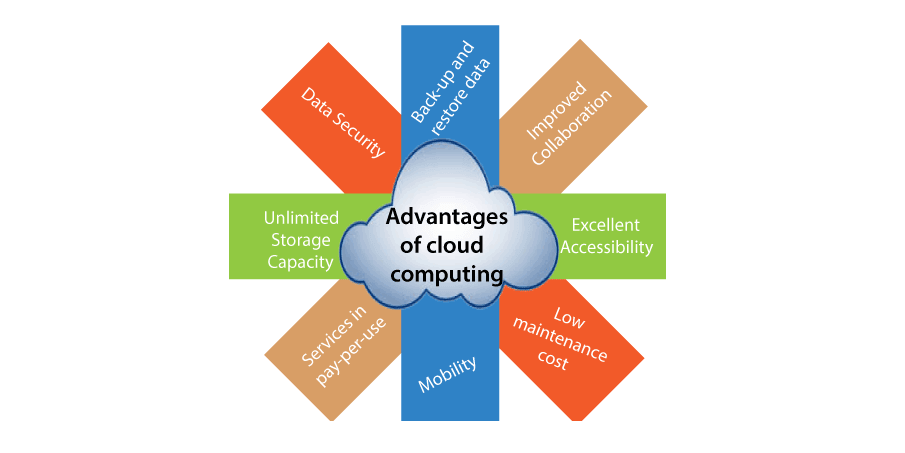 Back-up and
restore data
Improved
Collaboration
Excellent
Accessibility
Low
maintenance
cost
Mobility
Services in
pay-per-use
Unlimited
Storage
Capacity
Data Security
Advantages
of cloud
computing